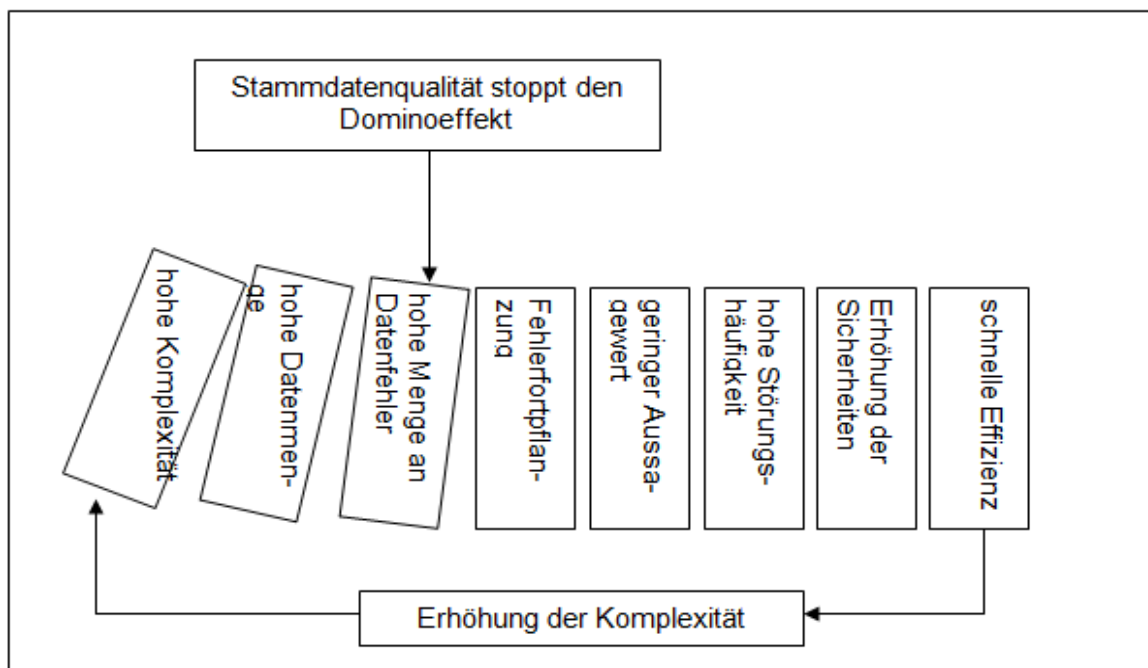 Stammdatenqualität stoppt den
Dominoeffekt
hohe Komplexität
hohe Datenmen-
ge
hohe Menge an
Datenfehler
Fehlerfortpflan-
zung
geringer Aussa-
gewert
hohe Störungs-
häufigkeit
Erhöhung der
Sicherheiten
schnelle Effizienz
Erhöhung der Komplexität